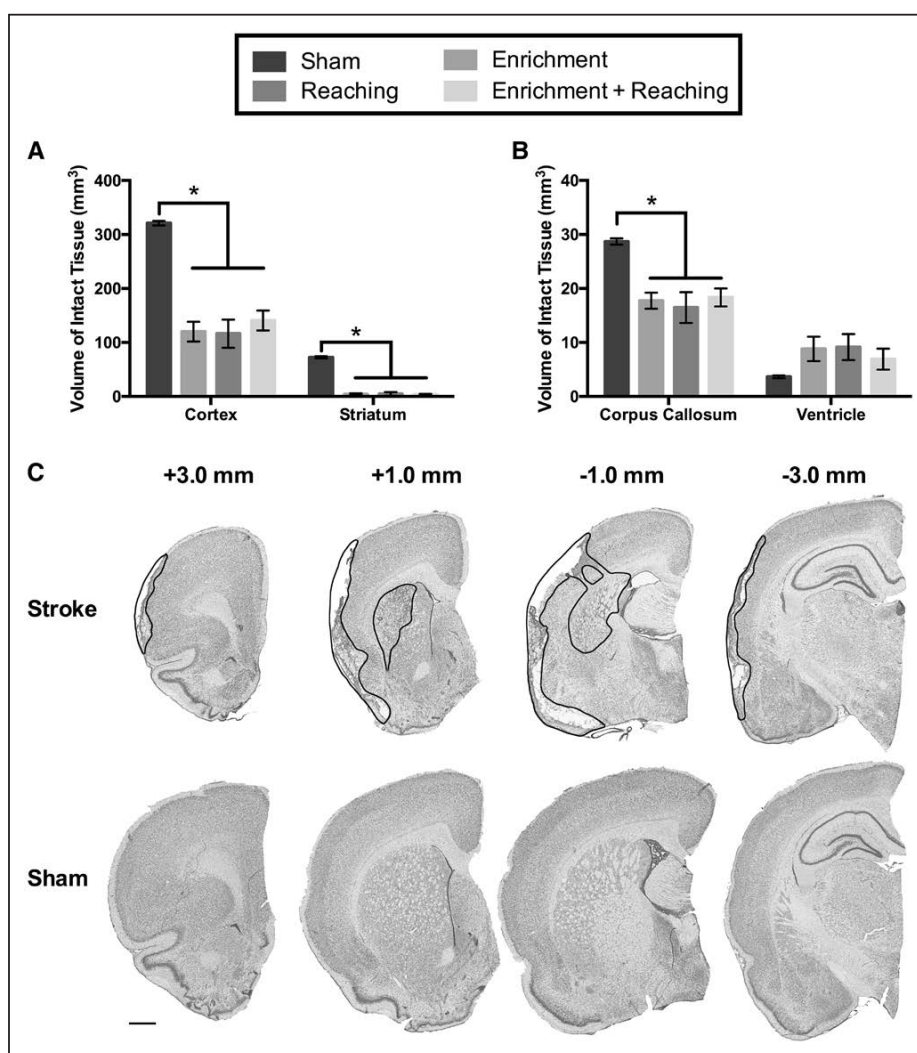 Sham
Enrichment
Reaching
Enrichment + Reaching
A
Volume of Intact Tissue (mm³)
400
300
200
100
0
*
*
Cortex
Striatum
B
Volume of Intact Tissue (mm³)
40
30
20
10
0
*
Corpus Callosum
Ventricle
C
+3.0 mm
+1.0 mm
-1.0 mm
-3.0 mm
Stroke
Sham